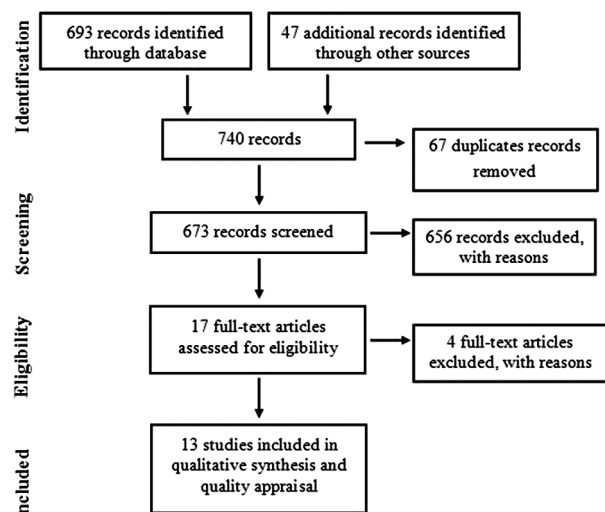 Identification
693 records identified
through database
47 additional records identified
through other sources
740 records
67 duplicates records
removed
Screening
673 records screened
656 records excluded,
with reasons
Eligibility
17 full-text articles
assessed for eligibility
4 full-text articles
excluded, with reasons
Included
13 studies included in
qualitative synthesis and
quality appraisal